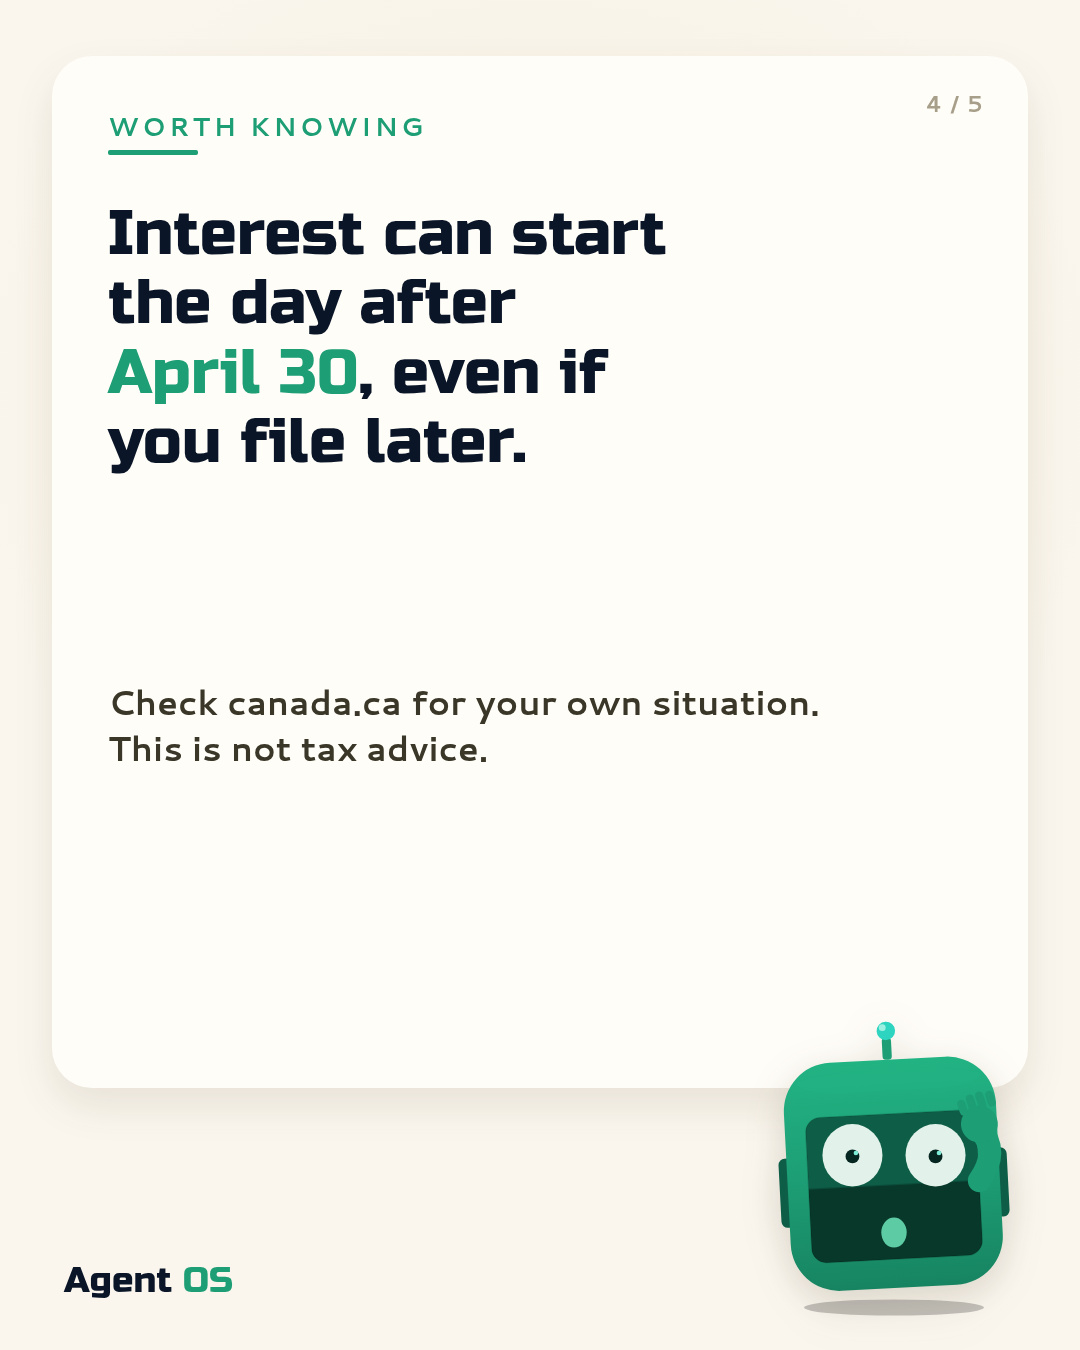 4 / 5
WORTH KNOWING
Interest can start
the day after
April 30, even if
you file later.
Check canada.ca for your own situation.
This is not tax advice.
Agent OS